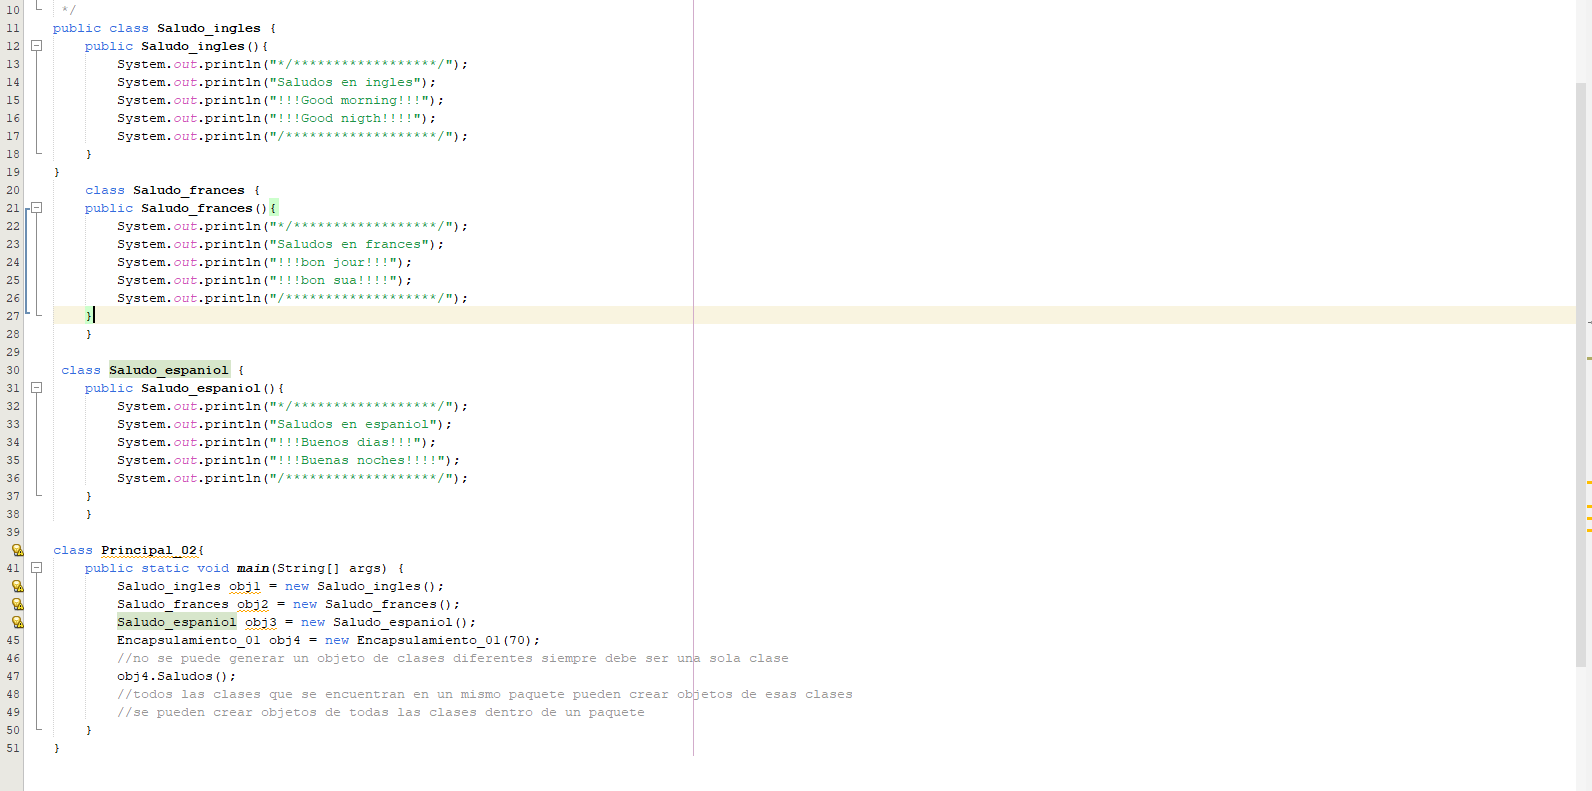 10 */
11 public class Saludo_ingles {
12 public Saludo_ingles(){
13 System.out.println("*/******************/");
14 System.out.println("Saludos en ingles");
15 System.out.println("!!!Good morning!!!");
16 System.out.println("!!!Good nigth!!!!");
17 System.out.println("/*******************/");
18 }
19 }
20 class Saludo_frances {
21 public Saludo_frances(){
22 System.out.println("*/******************/");
23 System.out.println("Saludos en frances");
24 System.out.println("!!!bon jour!!!");
25 System.out.println("!!!bon sua!!!!");
26 System.out.println("/*******************/");
27 }
28 }
29
30 class Saludo_espaniol {
31 public Saludo_espaniol(){
32 System.out.println("*/******************/");
33 System.out.println("Saludos en espaniol");
34 System.out.println("!!!Buenos dias!!!");
35 System.out.println("!!!Buenas noches!!!!");
36 System.out.println("/*******************/");
37 }
38 }
39
class Principal_02{
41 public static void main(String[] args) {
Saludo_ingles obj1 = new Saludo_ingles();
Saludo_frances obj2 = new Saludo_frances();
Saludo_espaniol obj3 = new Saludo_espaniol();
45 Encapsulamiento_01 obj4 = new Encapsulamiento_01(70);
46 //no se puede generar un objeto de clases diferentes siempre debe ser una sola clase
47 obj4.Saludos();
48 //todos las clases que se encuentran en un mismo paquete pueden crear objetos de esas clases
49 //se pueden crear objetos de todas las clases dentro de un paquete
50 }
51 }